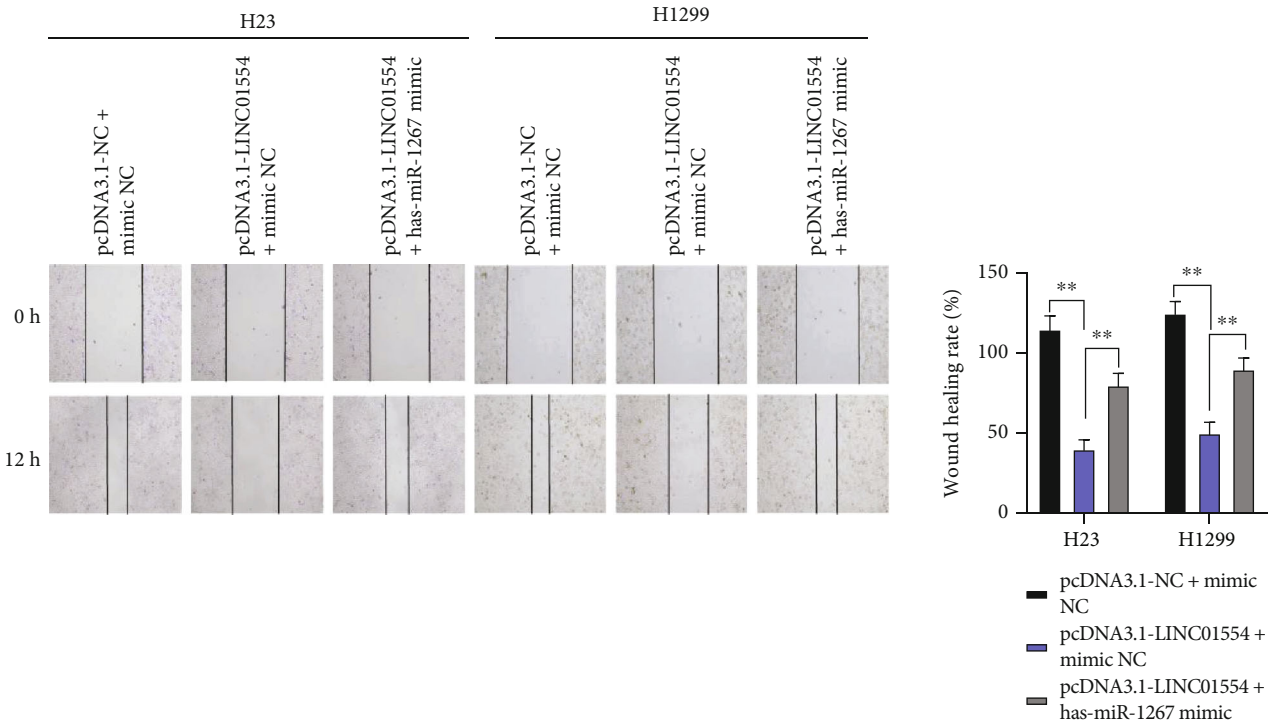 H23
H1299
pcDNA3.1-NC +
mimic NC
pcDNA3.1-LINC01554
+ mimic NC
pcDNA3.1-LINC01554
+ has-miR-1267 mimic
pcDNA3.1-NC
+ mimic NC
pcDNA3.1-LINC01554
+ mimic NC
pcDNA3.1-LINC01554
+ has-miR-1267 mimic
0 h
12 h
Wound healing rate (%)
150
100
50
0
**
**
**
**
H23
H1299
pcDNA3.1-NC + mimic
NC
pcDNA3.1-LINC01554 +
mimic NC
pcDNA3.1-LINC01554 +
has-miR-1267 mimic